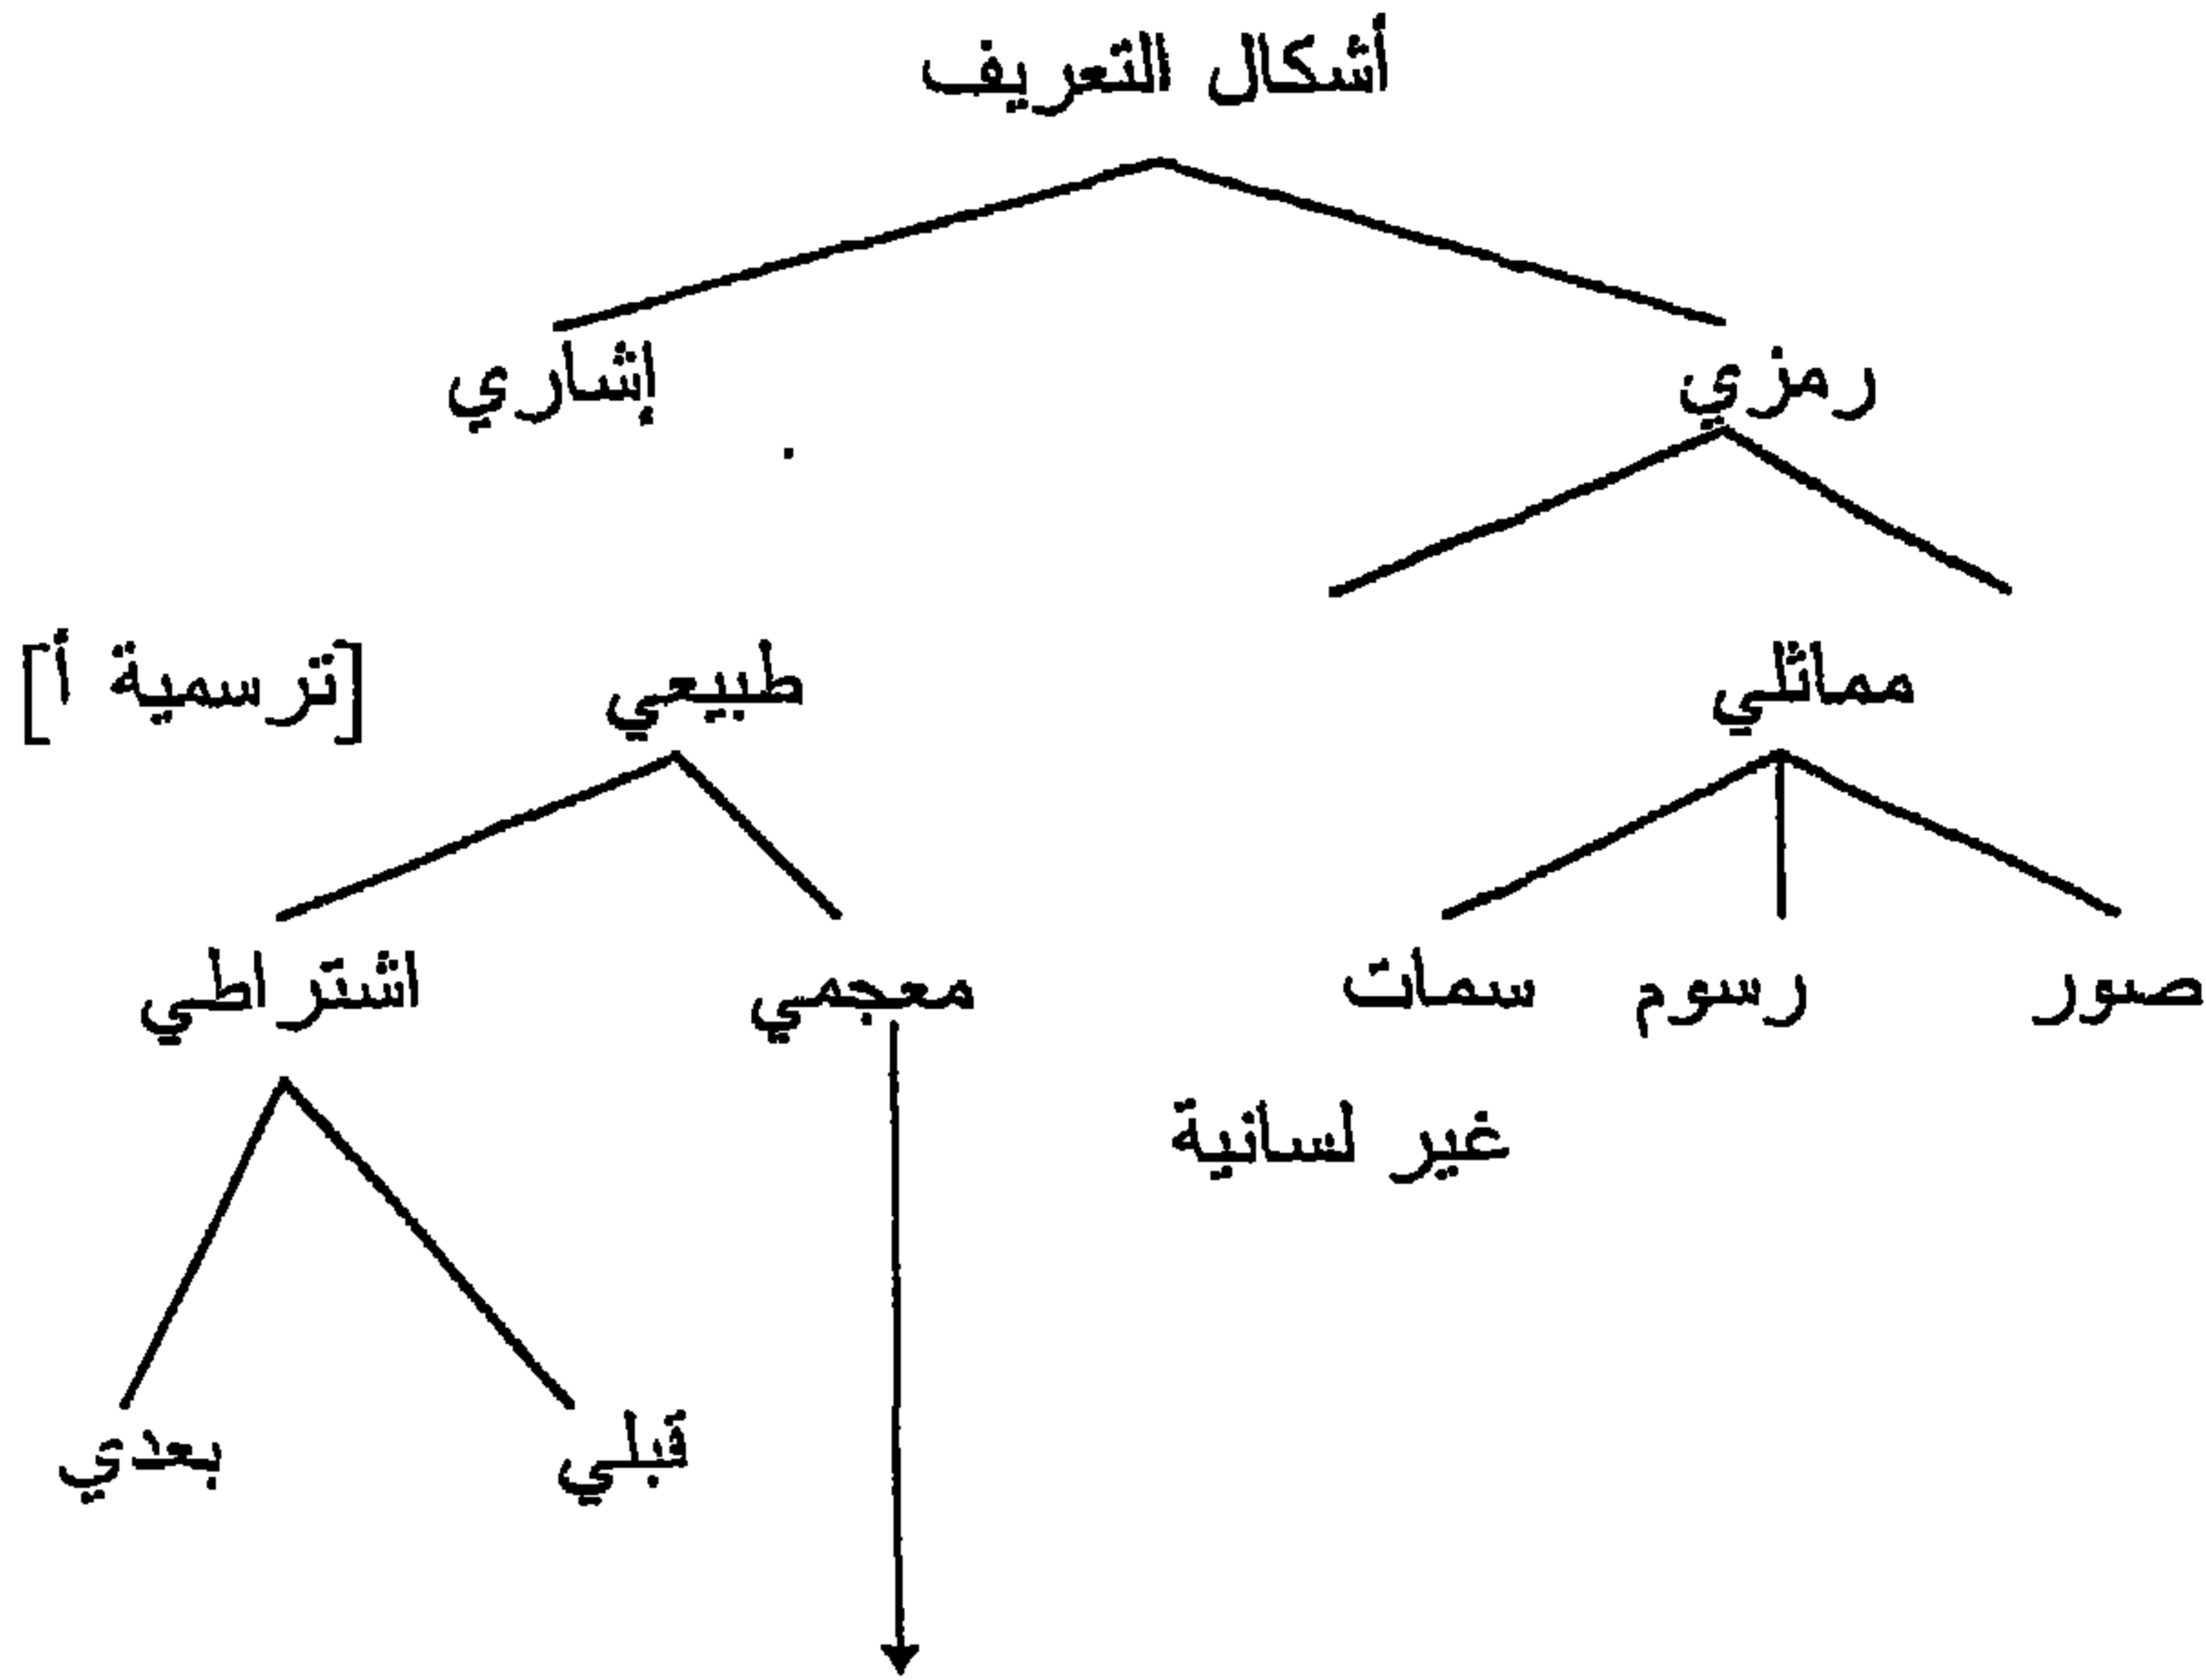 أشكال التعريف
رمزي إشاري
مماثلي طبيعي [ترسمية أ]
صور رسوم سمات معجمي اشتراطي
غير لسانية
قبلي بعدي